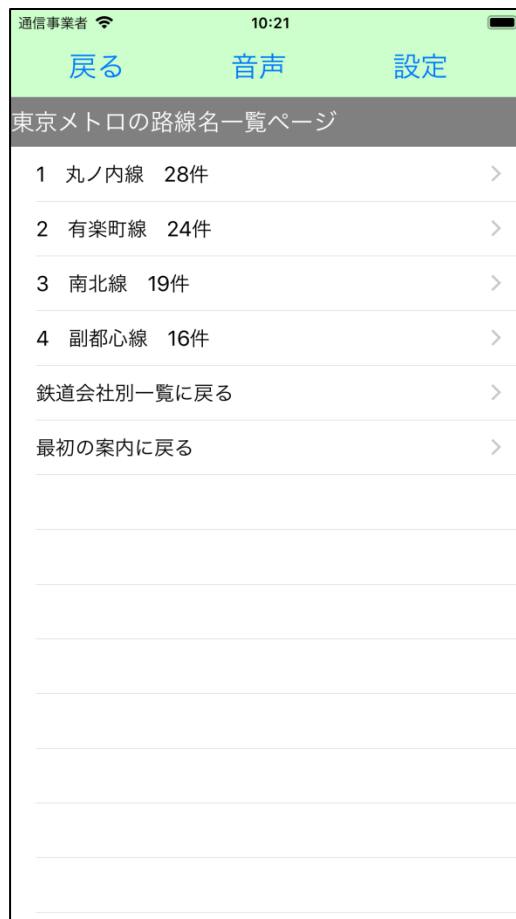 通信事業者 10:21
戻る 音声 設定
東京メトロの路線名一覧ページ
1 丸ノ内線 28件
2 有楽町線 24件
3 南北線 19件
4 副都心線 16件
鉄道会社別一覧に戻る
最初の案内に戻る